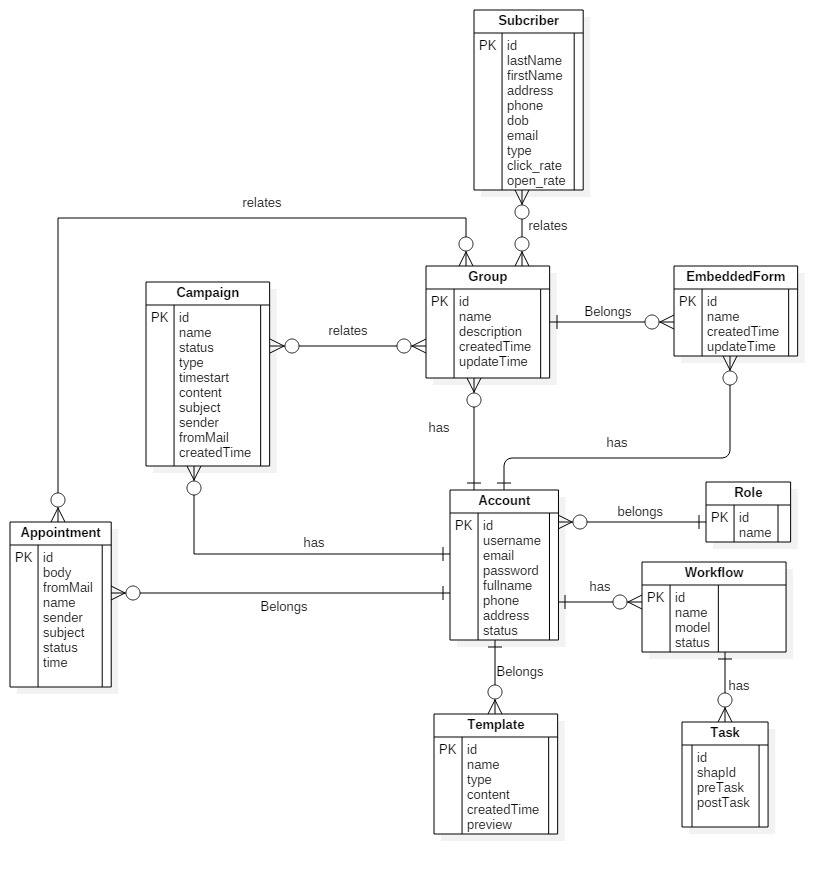 Subcriber
PK id
lastName
firstName
address
phone
dob
email
type
click_rate
open_rate
relates
relates
Group
PK id
name
description
createdTime
updateTime
EmbeddedForm
PK id
name
createdTime
updateTime
Belongs
Campaign
PK id
name
status
type
timestart
content
subject
sender
fromMail
createdTime
relates
has
has
has
Account
PK id
username
email
password
fullname
phone
address
status
Role
PK id
name
belongs
Appointment
PK id
body
fromMail
name
sender
subject
status
time
Belongs
Workflow
PK id
name
model
status
has
Belongs
has
Template
PK id
name
type
content
createdTime
preview
Task
id
shapId
preTask
postTask